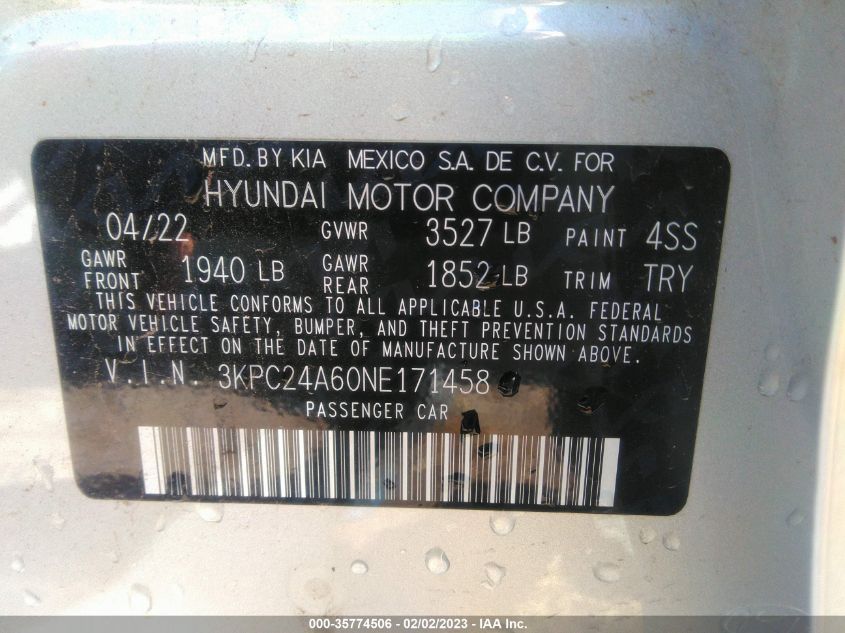 MFD. BY KIA MEXICO S.A. DE C.V. FOR
HYUNDAI MOTOR COMPANY
04/22 GVWR 3527 LB PAINT 4SS
GAWR FRONT 1940 LB GAWR REAR 1852 LB TRIM TRY
THIS VEHICLE CONFORMS TO ALL APPLICABLE U.S.A. FEDERAL
MOTOR VEHICLE SAFETY, BUMPER, AND THEFT PREVENTION STANDARDS
IN EFFECT ON THE DATE OF MANUFACTURE SHOWN ABOVE.
V.I.N. 3KPC24A60NE171458
PASSENGER CAR
000-35774506 - 02/02/2023 - IAA Inc.